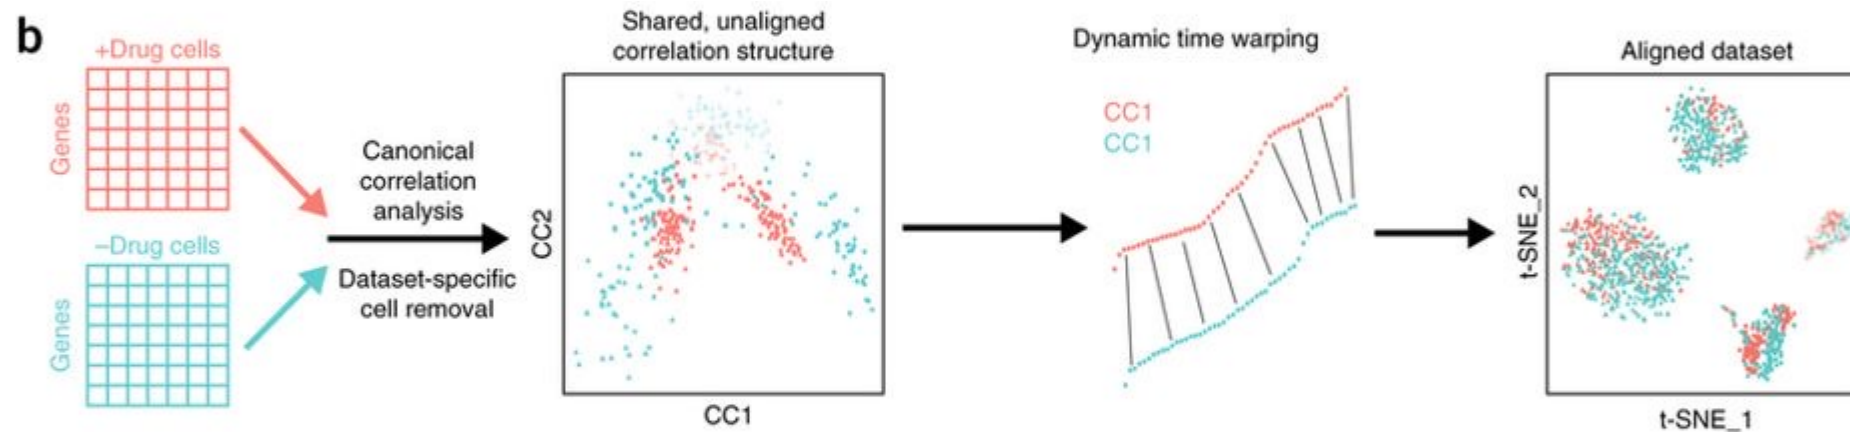 b
+Drug cells
Genes
−Drug cells
Genes
Canonical
correlation
analysis
Dataset-specific
cell removal
Shared, unaligned
correlation structure
CC2
CC1
Dynamic time warping
CC1
CC1
Aligned dataset
t-SNE_2
t-SNE_1